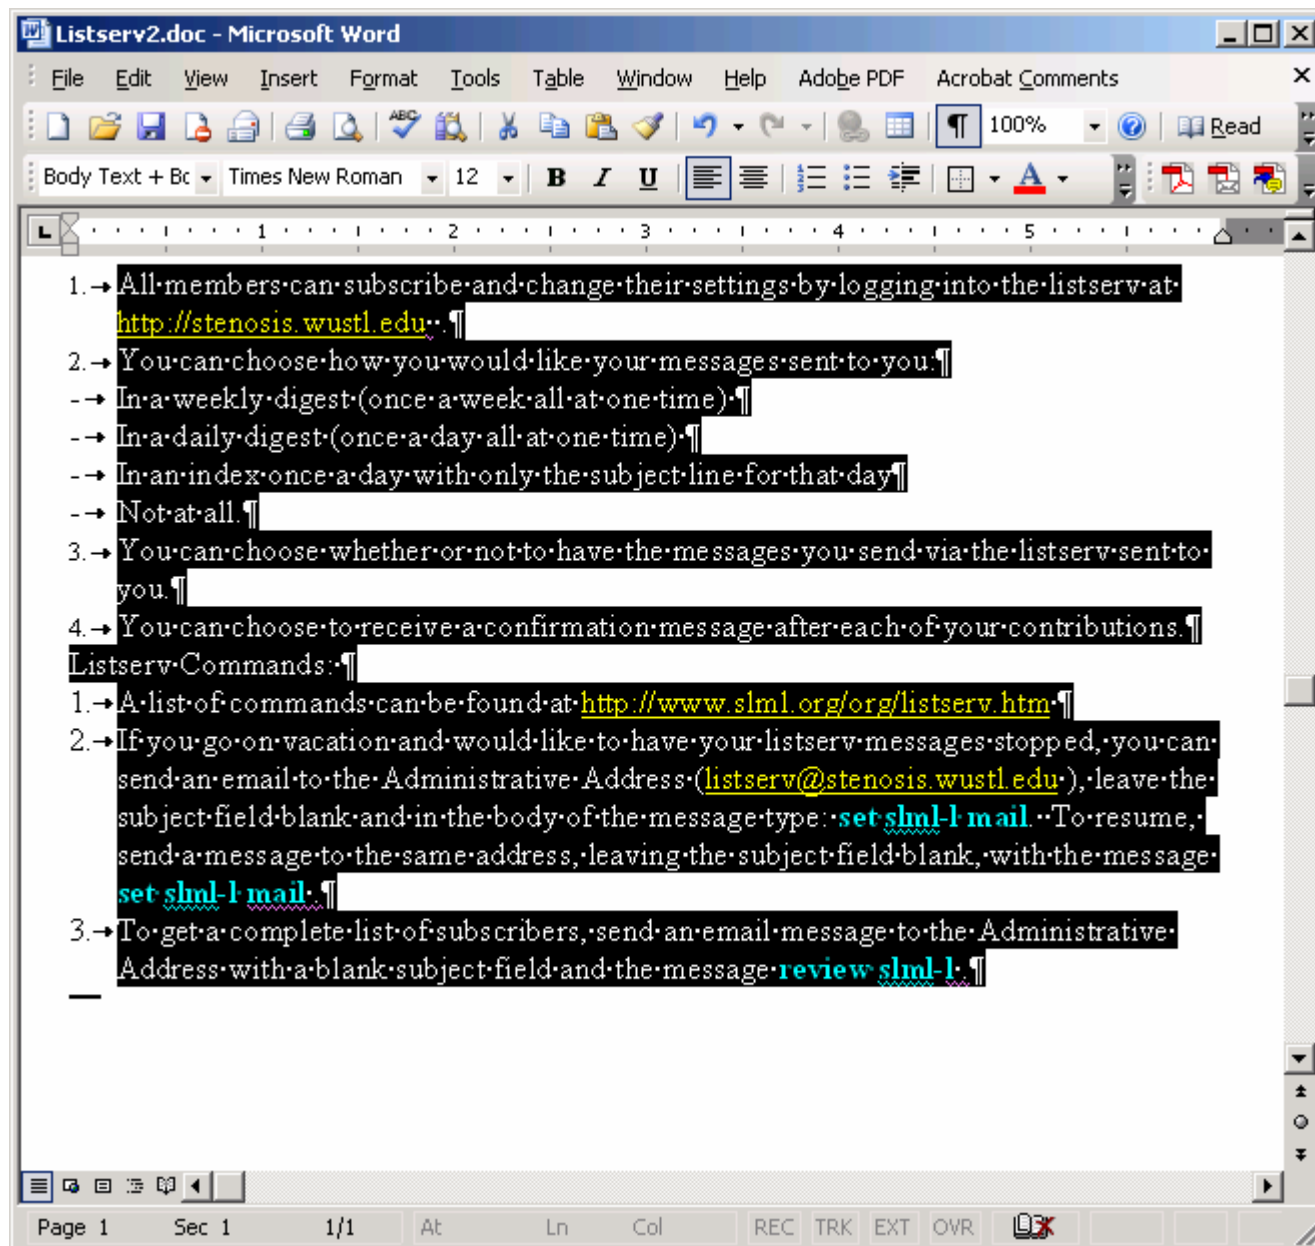 Listserv2.doc - Microsoft Word
File Edit View Insert Format Tools Table Window Help Adobe PDF Acrobat Comments
ABC 100% Read
Body Text + Bc Times New Roman 12 B I U A
1 2 3 4 5
1. All members can subscribe and change their settings by logging into the listserv at
http://stenosis.wustl.edu .
2. You can choose how you would like your messages sent to you:
- In a weekly digest (once a week all at one time)
- In a daily digest (once a day all at one time)
- In an index once a day with only the subject line for that day
- Not at all.
3. You can choose whether or not to have the messages you send via the listserv sent to
you.
4. You can choose to receive a confirmation message after each of your contributions.
Listserv Commands:
1. A list of commands can be found at http://www.slml.org/org/listserv.htm
2. If you go on vacation and would like to have your listserv messages stopped, you can
send an email to the Administrative Address (listserv@stenosis.wustl.edu ), leave the
subject field blank and in the body of the message type: set slml-l mail. To resume,
send a message to the same address, leaving the subject field blank, with the message
set slml-l mail .
3. To get a complete list of subscribers, send an email message to the Administrative
Address with a blank subject field and the message review slml-l .
Page 1 Sec 1 1/1 At Ln Col REC TRK EXT OVR